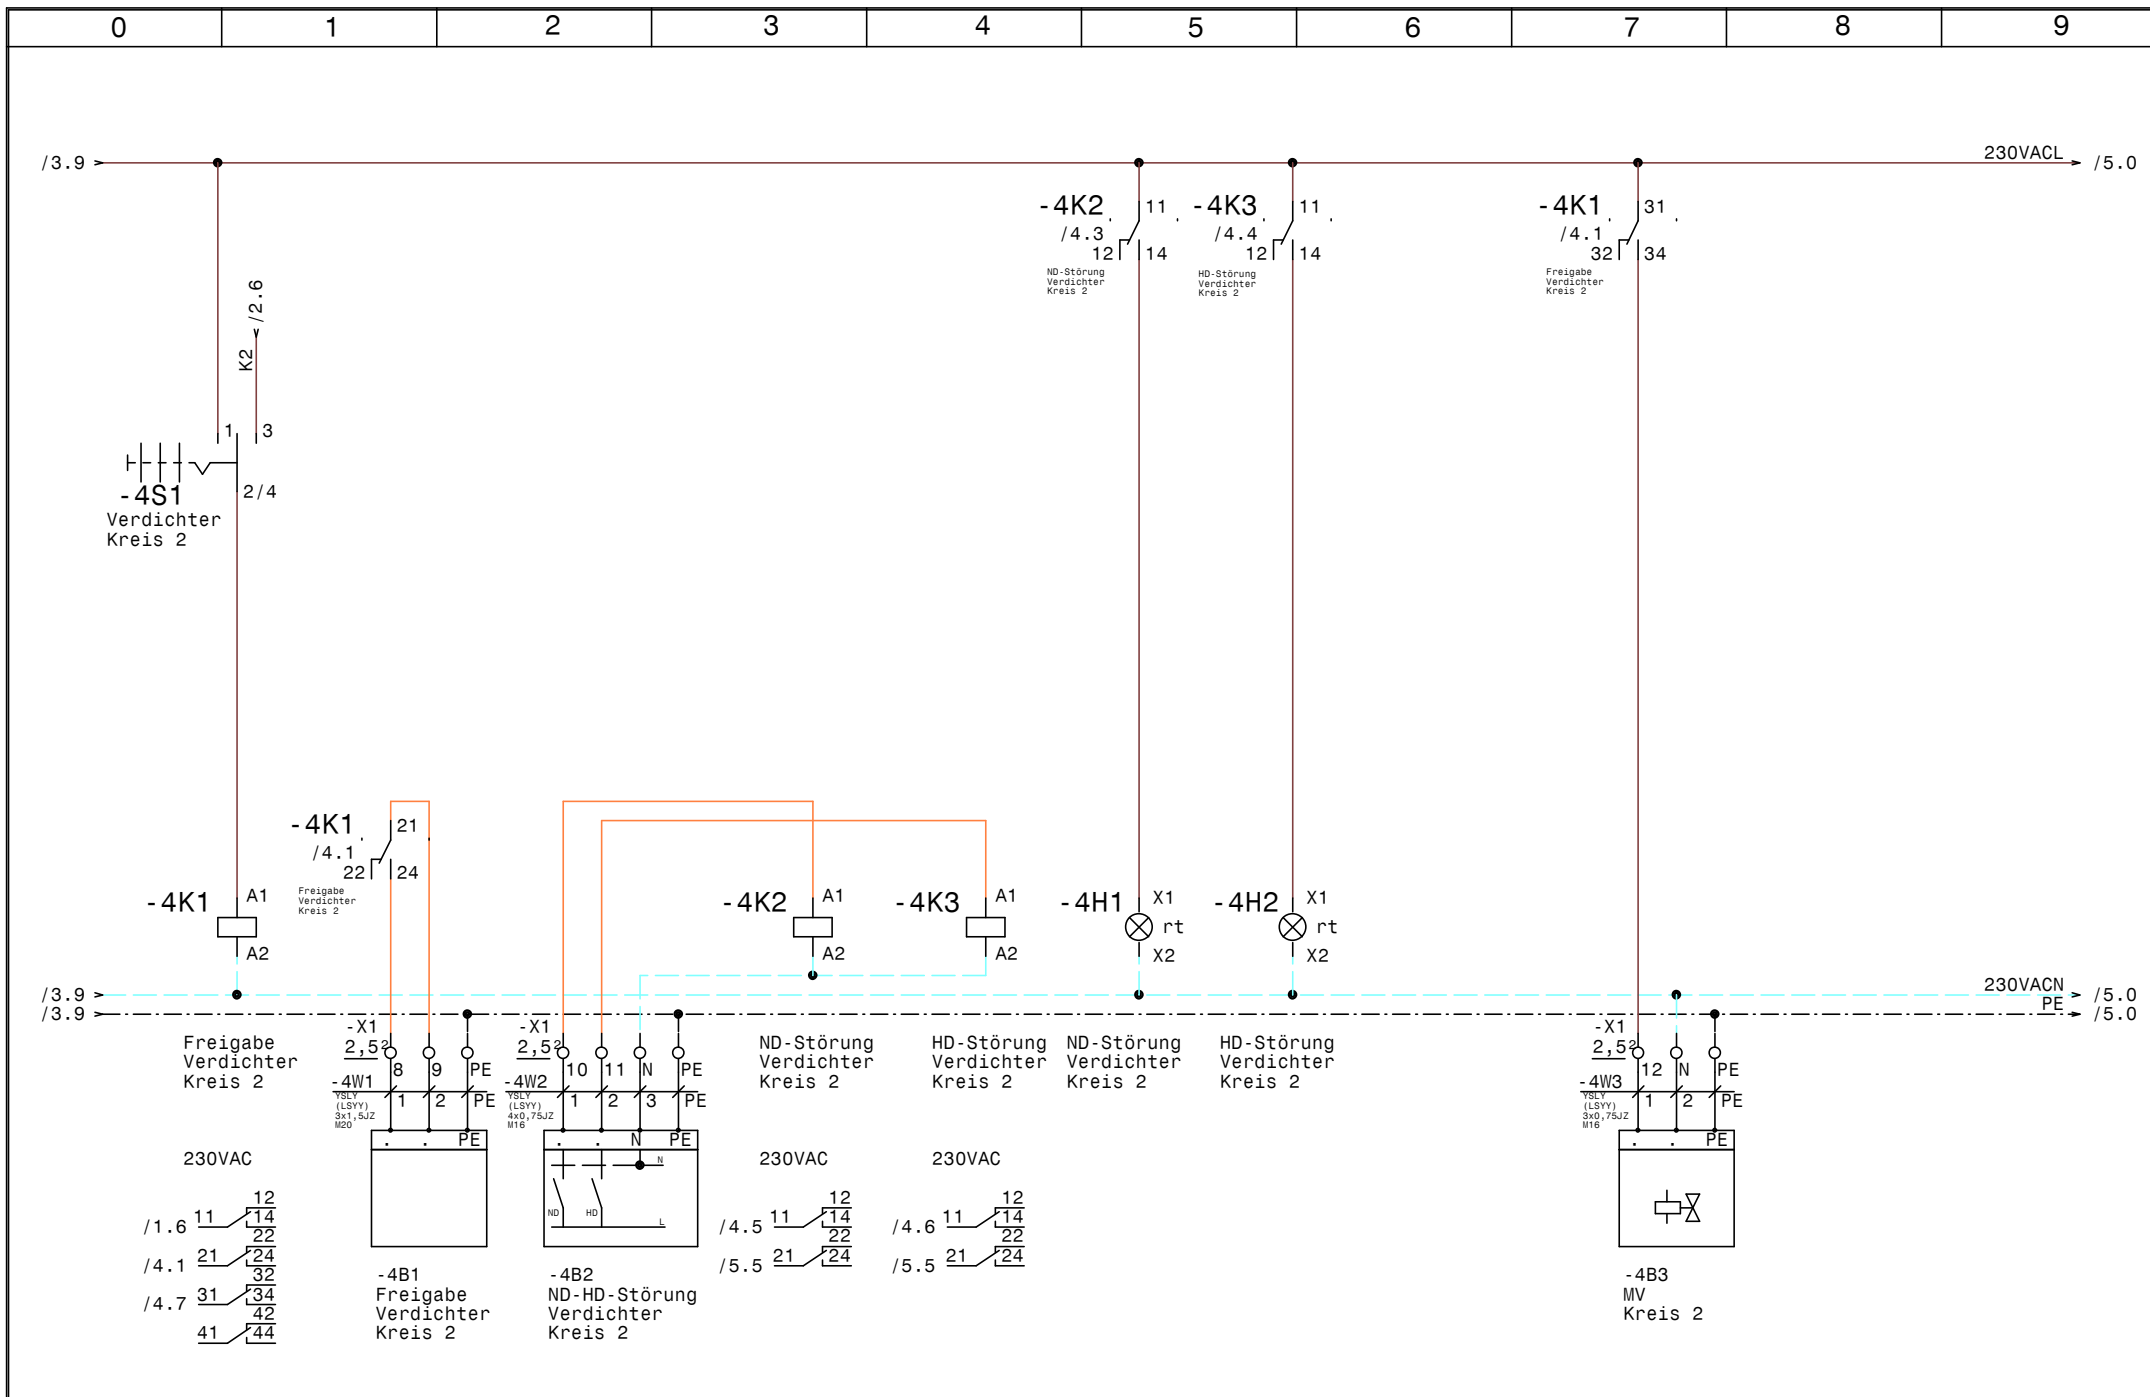 0 1 2 3 4 5 6 7 8 9
/3.9 230VACL /5.0
-4K2 11
/4.3
12 14
ND-Störung
Verdichter
Kreis 2
-4K3 11
/4.4
12 14
HD-Störung
Verdichter
Kreis 2
-4K1 31
/4.1
32 34
Freigabe
Verdichter
Kreis 2
/2.6
K2
1 3
-4S1 2/4
Verdichter
Kreis 2
-4K1 21
/4.1
22 24
Freigabe
Verdichter
Kreis 2
-4K1 A1
A2
-4K2 A1
A2
-4K3 A1
A2
-4H1 X1
rt
X2
-4H2 X1
rt
X2
/3.9 230VACN /5.0
/3.9 PE /5.0
Freigabe
Verdichter
Kreis 2
-X1
2,5²
8 9 PE
-4W1
YSLY
(LSYY)
3x1,5JZ
M20
1 2 PE
. . PE
-X1
2,5²
10 11 N PE
-4W2
YSLY
(LSYY)
4x0,75JZ
M16
1 2 3 PE
. . N PE
N
ND HD L
ND-Störung
Verdichter
Kreis 2
HD-Störung
Verdichter
Kreis 2
ND-Störung
Verdichter
Kreis 2
HD-Störung
Verdichter
Kreis 2
-X1
2,5²
12 N PE
-4W3
YSLY
(LSYY)
3x0,75JZ
M16
1 2 PE
. . PE
230VAC
12
/1.6 11 14
22
/4.1 21 24
32
/4.7 31 34
42
41 44
-4B1
Freigabe
Verdichter
Kreis 2
-4B2
ND-HD-Störung
Verdichter
Kreis 2
230VAC
12
/4.5 11 14
22
/5.5 21 24
230VAC
12
/4.6 11 14
22
/5.5 21 24
-4B3
MV
Kreis 2